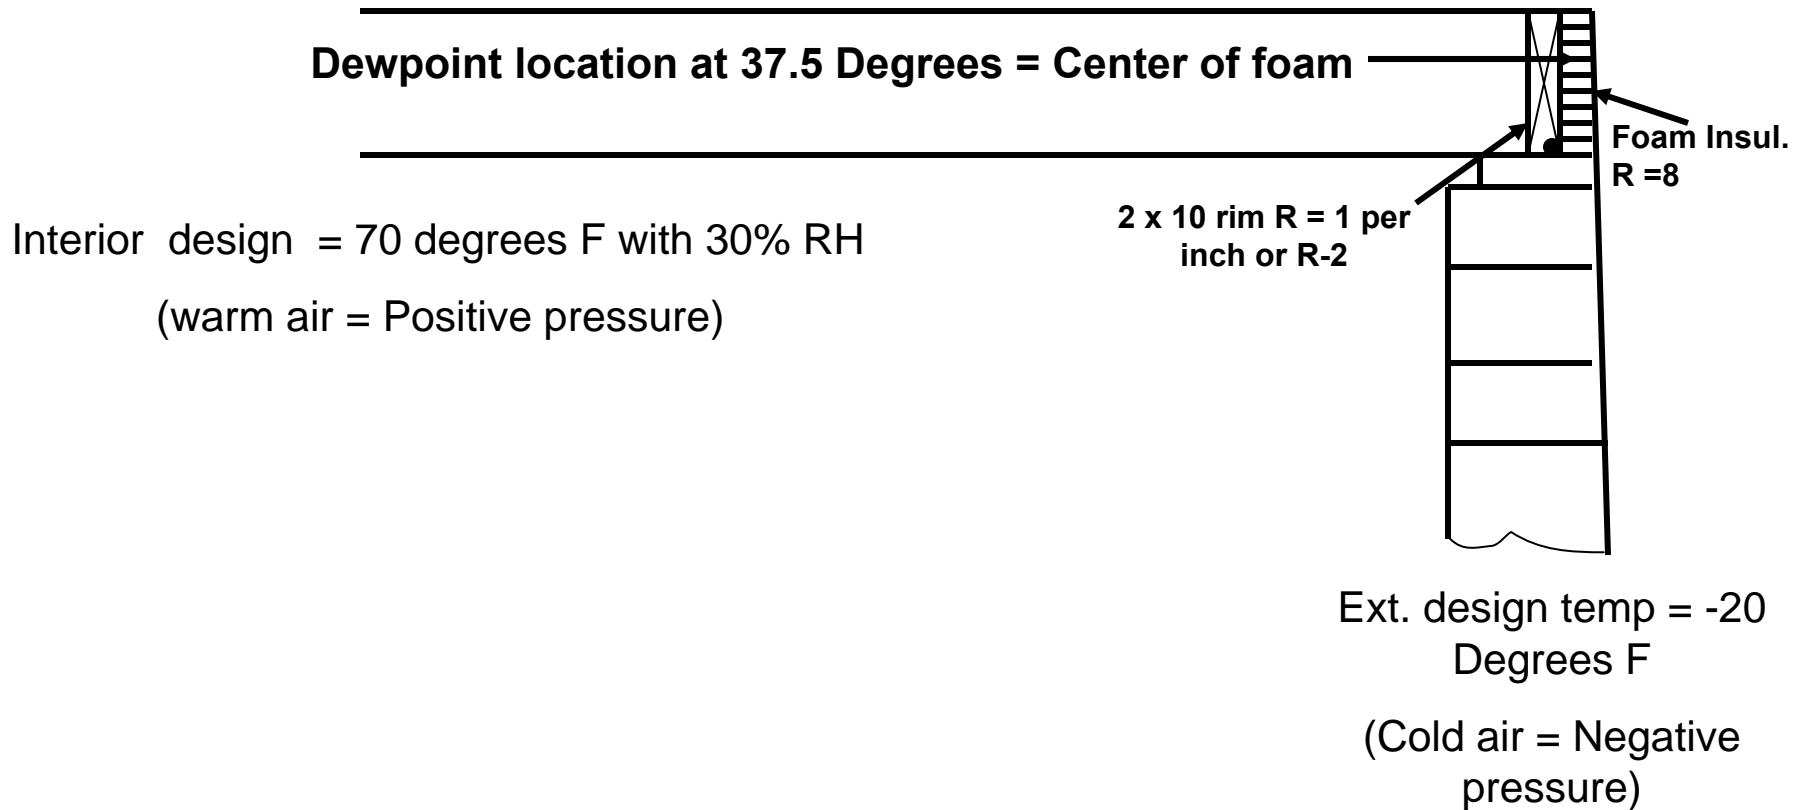 Dewpoint location at 37.5 Degrees = Center of foam
Foam Insul.
R =8
2 x 10 rim R = 1 per
inch or R-2
Interior  design  = 70 degrees F with 30% RH
(warm air = Positive pressure)
Ext. design temp = -20
Degrees F
(Cold air = Negative
pressure)